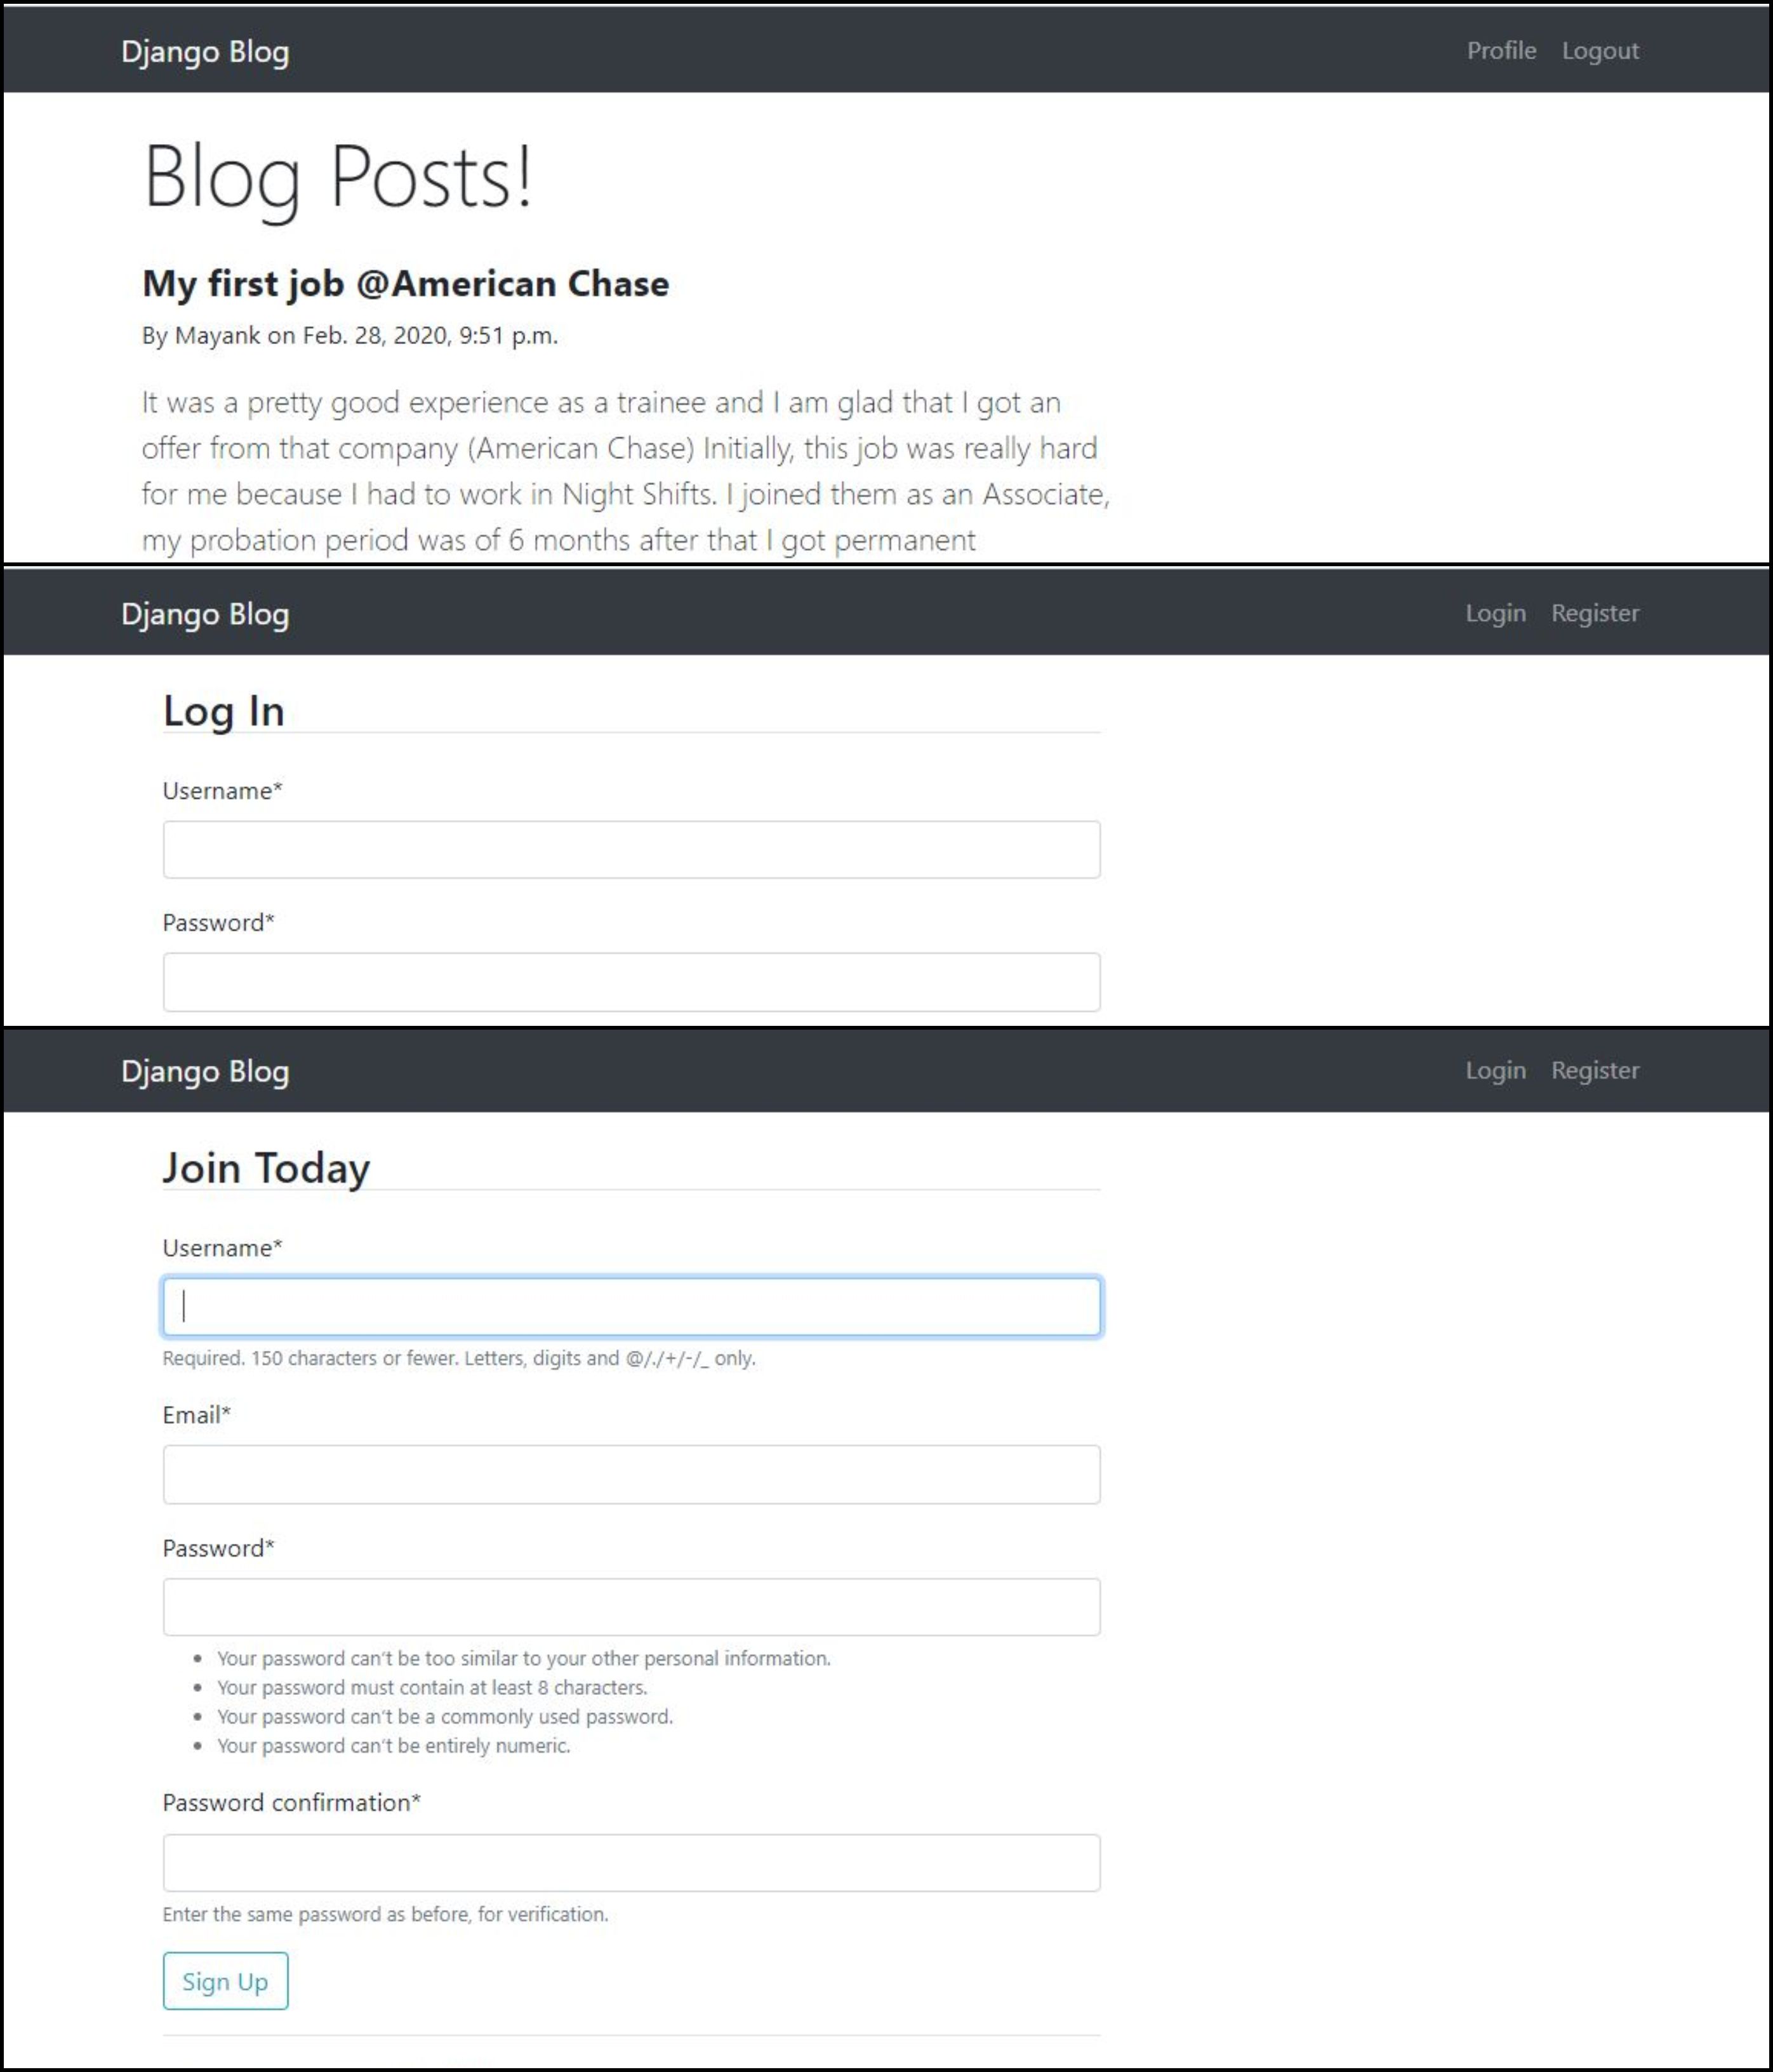 Django Blog
Profile Logout
Blog Posts!
My first job @American Chase
By Mayank on Feb. 28, 2020, 9:51 p.m.
It was a pretty good experience as a trainee and I am glad that I got an
offer from that company (American Chase) Initially, this job was really hard
for me because I had to work in Night Shifts. I joined them as an Associate,
my probation period was of 6 months after that I got permanent
Django Blog
Login Register
Log In
Username*
Password*
Django Blog
Login Register
Join Today
Username*
Required. 150 characters or fewer. Letters, digits and @/./+/-/_ only.
Email*
Password*
• Your password can't be too similar to your other personal information.
• Your password must contain at least 8 characters.
• Your password can't be a commonly used password.
• Your password can't be entirely numeric.
Password confirmation*
Enter the same password as before, for verification.
Sign Up